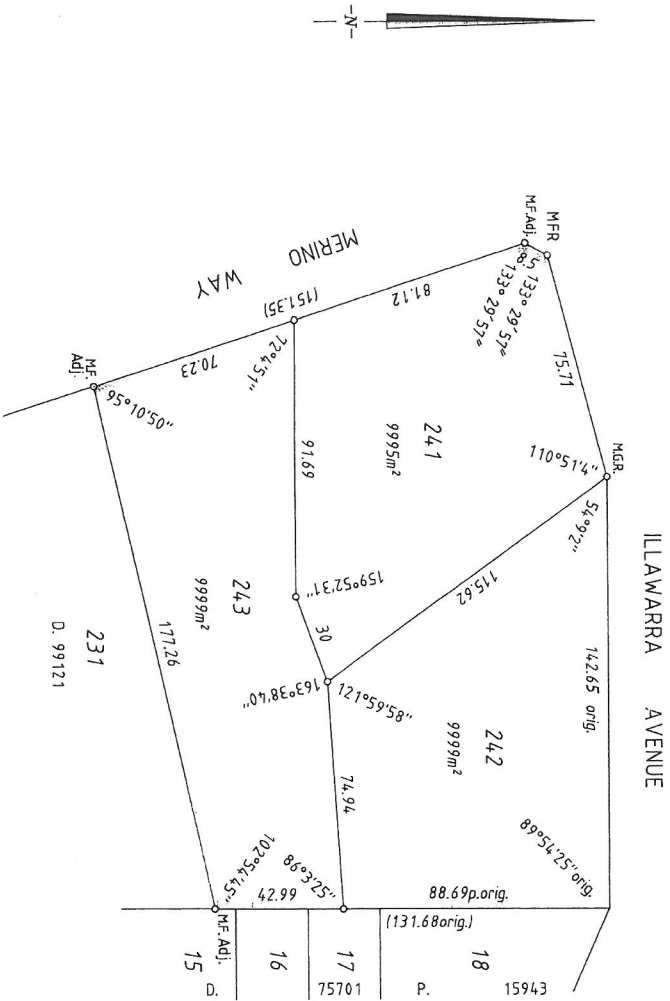 -N-
ILLAWARRA AVENUE
MERINO WAY
MFR
M.F.Adj.
8.5
133° 29' 57"
133° 29' 57"
75.71
81.12
(151.35)
70.23
72°4'51"
M.F. Adj.
95°10'50"
110°51'4"
M.G.R.
54°9'2"
241
9995m²
91.69
159°52'31"
30
115.62
142.65 orig.
242
9999m²
121°59'58"
163°38'40"
243
9999m²
177.26
231
D. 99121
74.94
89°54'25"orig.
88.69p.orig.
(131.68orig.)
86°3'25"
42.99
102°54'45"
M.F. Adj.
15
16
17
18
D. 75701 P. 15943